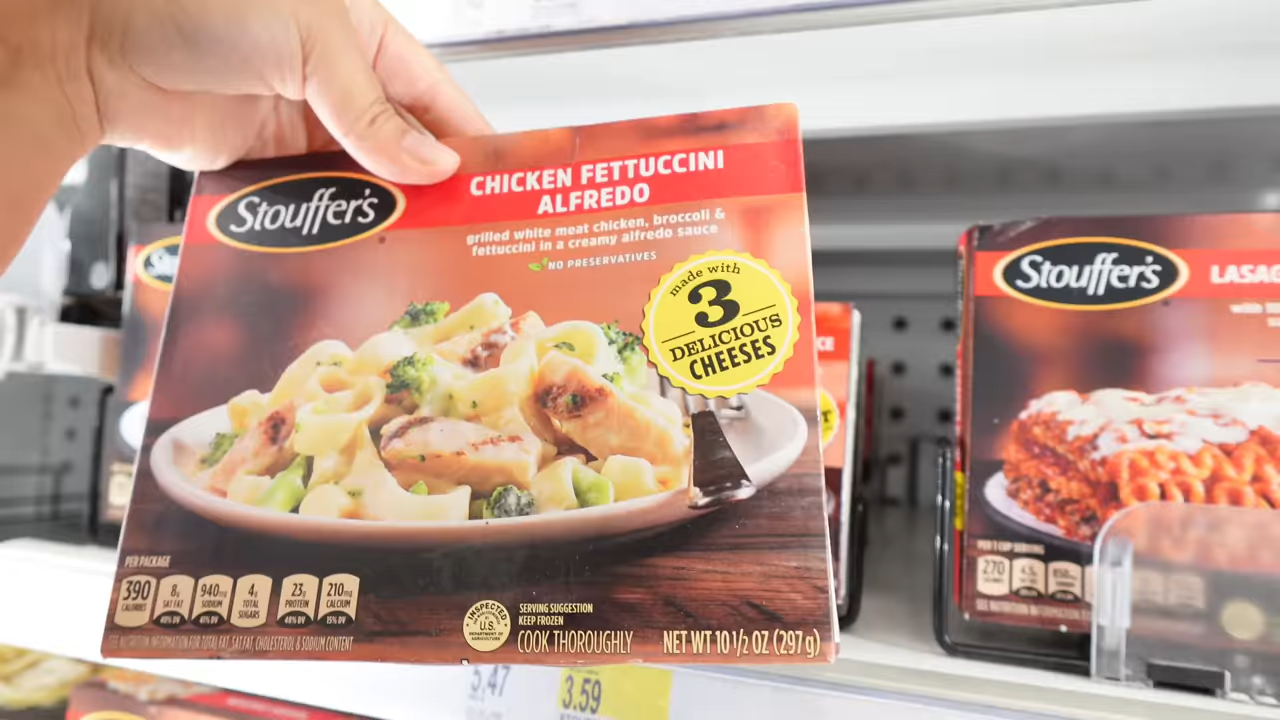 Stouffer's
CHICKEN FETTUCCINI
ALFREDO
grilled white meat chicken, broccoli &
fettuccini in a creamy alfredo sauce
NO PRESERVATIVES
made with
3
DELICIOUS
CHEESES
PER PACKAGE
390
CALORIES
8g
SAT FAT
40% DV
940mg
SODIUM
41% DV
4g
TOTAL
SUGARS
23g
PROTEIN
40% DV
210mg
CALCIUM
15% DV
SEE NUTRITION INFORMATION FOR TOTAL FAT, SAT FAT, CHOLESTEROL & SODIUM CONTENT
INSPECTED
U.S.
DEPARTMENT OF
AGRICULTURE
SERVING SUGGESTION
KEEP FROZEN
COOK THOROUGHLY
NET WT 10 1/2 OZ (297g)
Stouffer's
PER 1 CUP SERVING
270
CALORIES
5.47
3.59